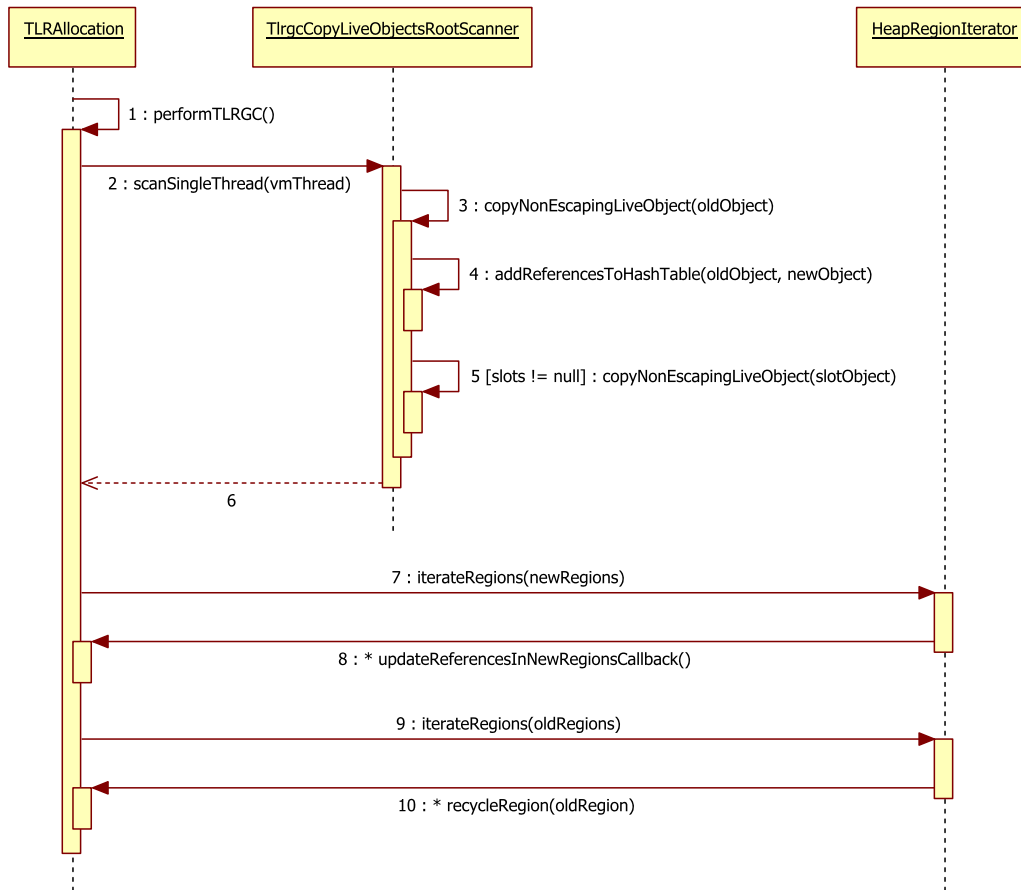 TLRAllocation
TlrgcCopyLiveObjectsRootScanner
HeapRegionIterator
1 : performTLRGC()
2 : scanSingleThread(vmThread)
3 : copyNonEscapingLiveObject(oldObject)
4 : addReferencesToHashTable(oldObject, newObject)
5 [slots != null] : copyNonEscapingLiveObject(slotObject)
6
7 : iterateRegions(newRegions)
8 : * updateReferencesInNewRegionsCallback()
9 : iterateRegions(oldRegions)
10 : * recycleRegion(oldRegion)